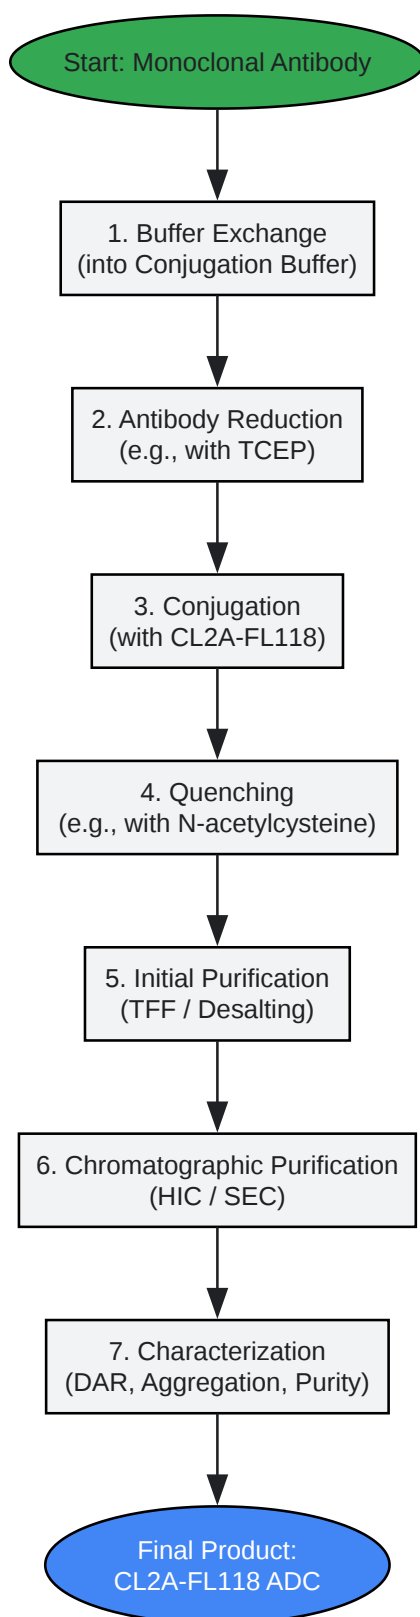 Start: Monoclonal Antibody
1. Buffer Exchange
(into Conjugation Buffer)
2. Antibody Reduction
(e.g., with TCEP)
3. Conjugation
(with CL2A-FL118)
4. Quenching
(e.g., with N-acetylcysteine)
5. Initial Purification
(TFF / Desalting)
6. Chromatographic Purification
(HIC / SEC)
7. Characterization
(DAR, Aggregation, Purity)
Final Product:
CL2A-FL118 ADC